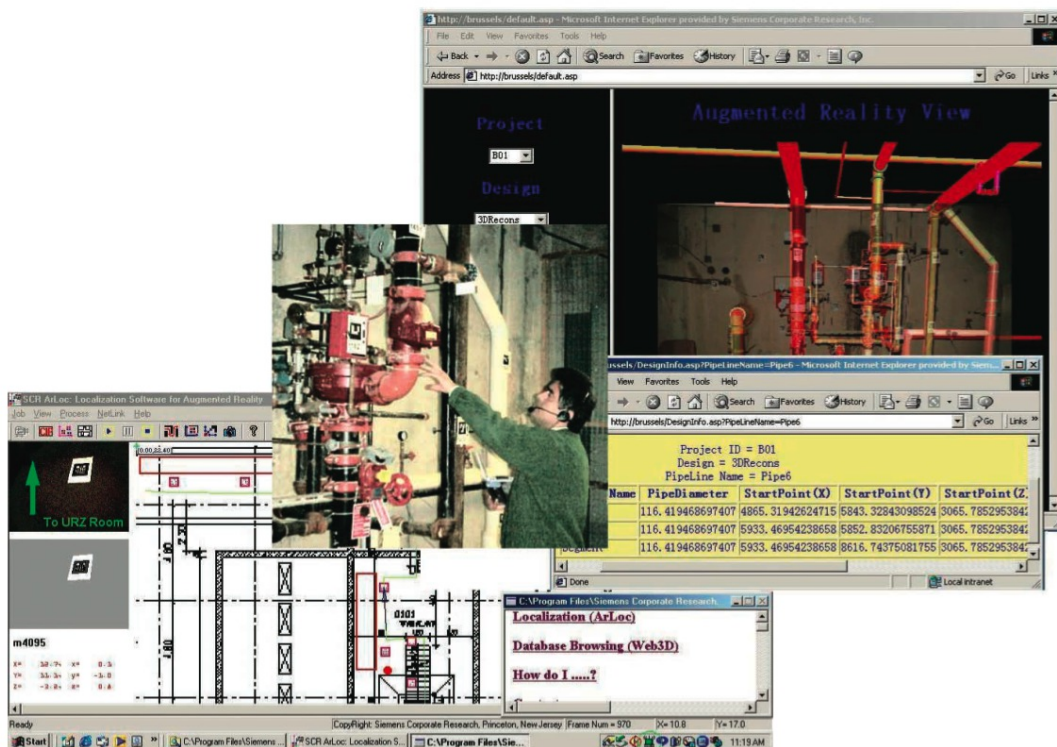 http://brussels/default.asp - Microsoft Internet Explorer provided by Siemens Corporate Research, Inc.
File Edit View Favorites Tools Help
Back Search Favorites History
Address http://brussels/default.asp Go Links »
Project
B01
Design
3DRecons
Augmented Reality View
ussels/DesignInfo.asp?PipeLineName=Pipe6 - Microsoft Internet Explorer provided by Siem...
View Favorites Tools Help
Search Favorites History
http://brussels/DesignInfo.asp?PipeLineName=Pipe6 Go Links »
Project ID = B01
Design = 3DRecons
PipeLine Name = Pipe6
Name PipeDiameter StartPoint(X) StartPoint(Y) StartPoint(Z)
116.419468697407 4865.31942624715 5843.32843098524 3065.7852953842
116.419468697407 5933.46954238658 5852.83206755871 3065.7852953842
Segment 116.419468697407 5933.46954238658 8616.74375081755 3065.7852953842
Done Local intranet
SCR ArLoc: Localization Software for Augmented Reality
Job View Process NetLink Help
To URZ Room
m4095
0101
C:\Program Files\Siemens Corporate Research,
Localization (ArLoc)
Database Browsing (Web3D)
How do I .....?
Ready CopyRight: Siemens Corporate Research, Princeton, New Jersey Frame Num = 970 X= 10.8 Y= 17.0
Start » C:\Program Files\Siemens ... SCR ArLoc: Localization S... C:\Program Files\Sie... 11:19 AM